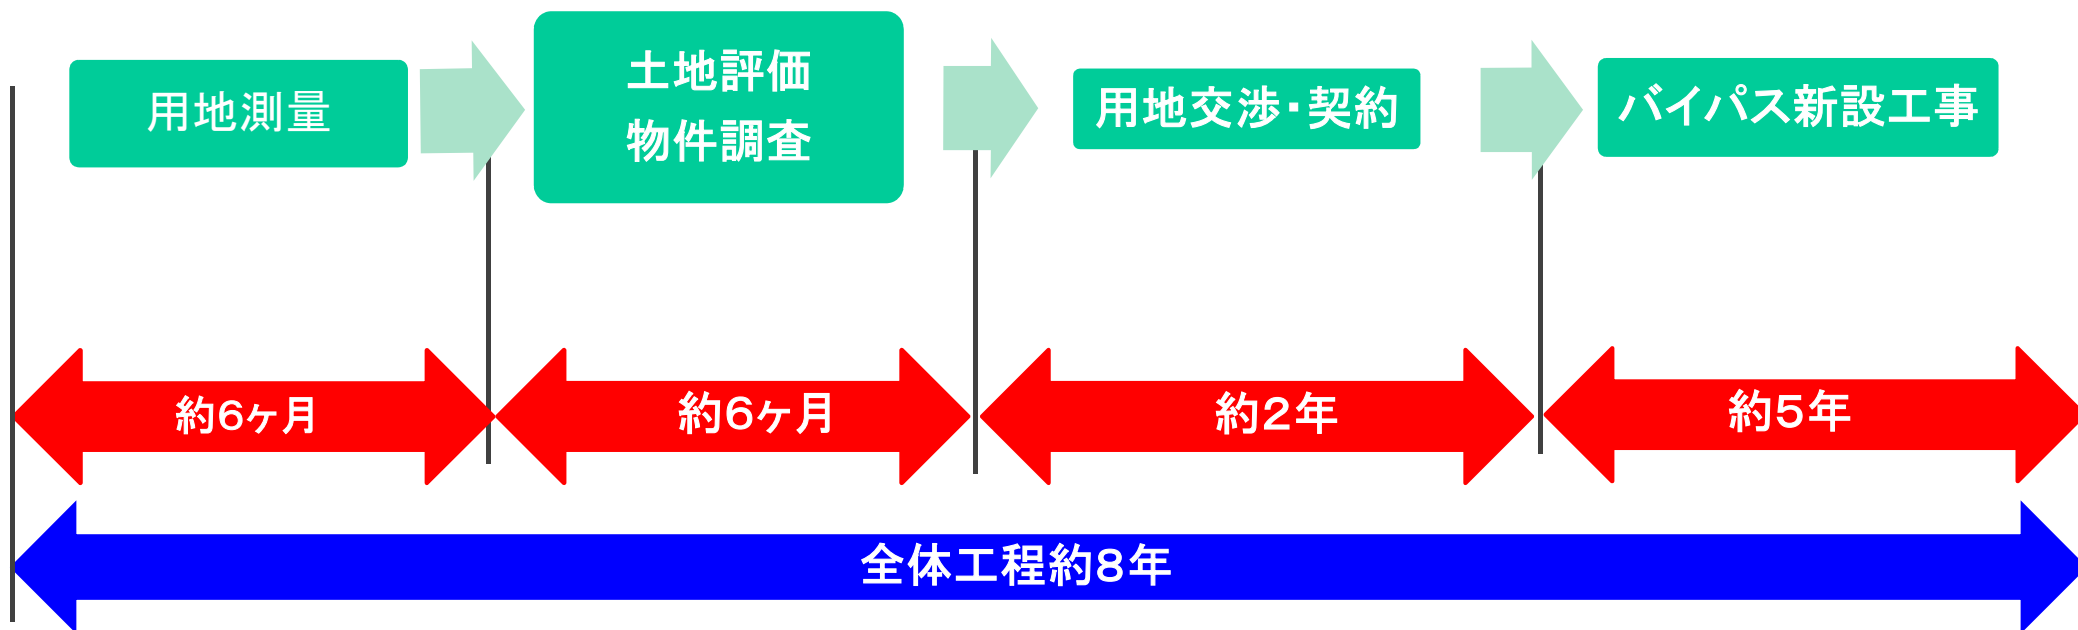 用地測量
土地評価
物件調査
用地交渉・契約
バイパス新設工事
約6ヶ月
約6ヶ月
約2年
約5年
全体工程約8年